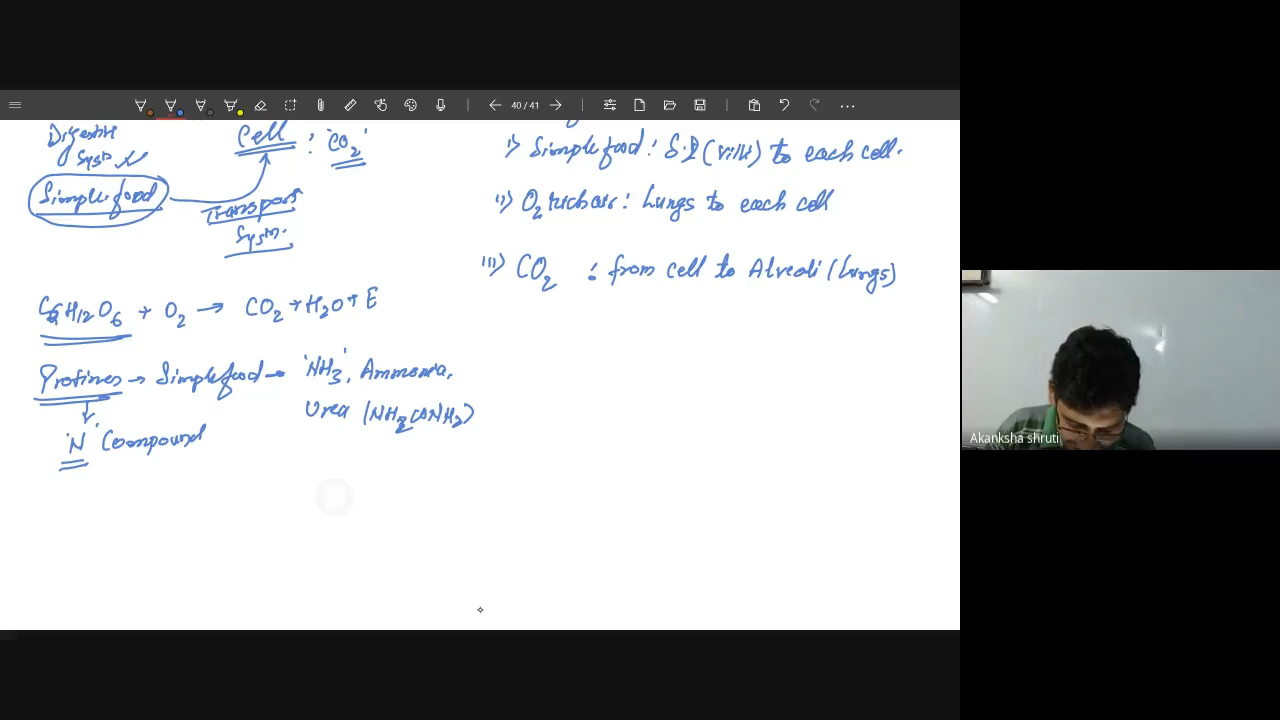 40/41
Digestive
System
Simple food
Cell : 'CO2'
Transport
System.
C6H12O6 + O2 → CO2 + H2O + E
Protines → Simple food → 'NH3', Ammonia,
Urea (NH2CONH2)
'N' Compound
i) Simple food : S.I (Villi) to each cell.
ii) O2 rich air : Lungs to each cell
iii) CO2 : from cell to Alveoli (Lungs)
Akanksha shruti